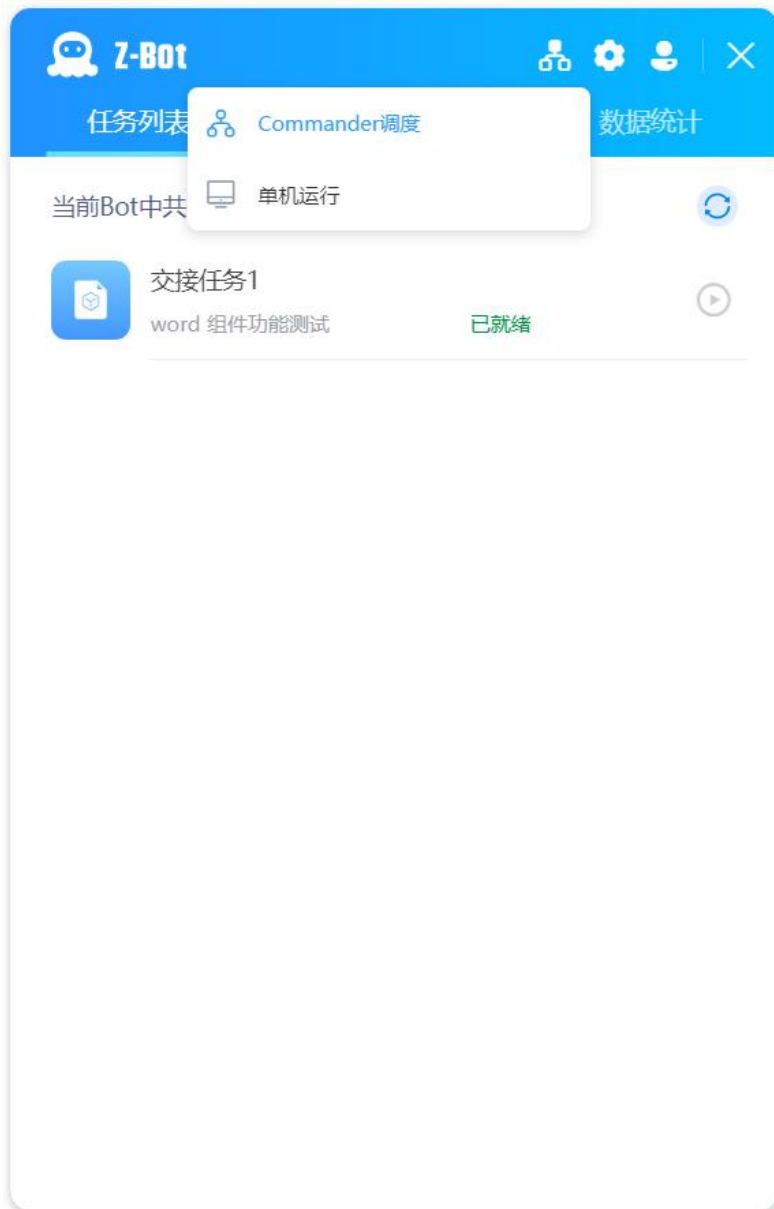 Z-Bot
任务列表
数据统计
Commander调度
单机运行
当前Bot中共
交接任务1
word 组件功能测试
已就绪